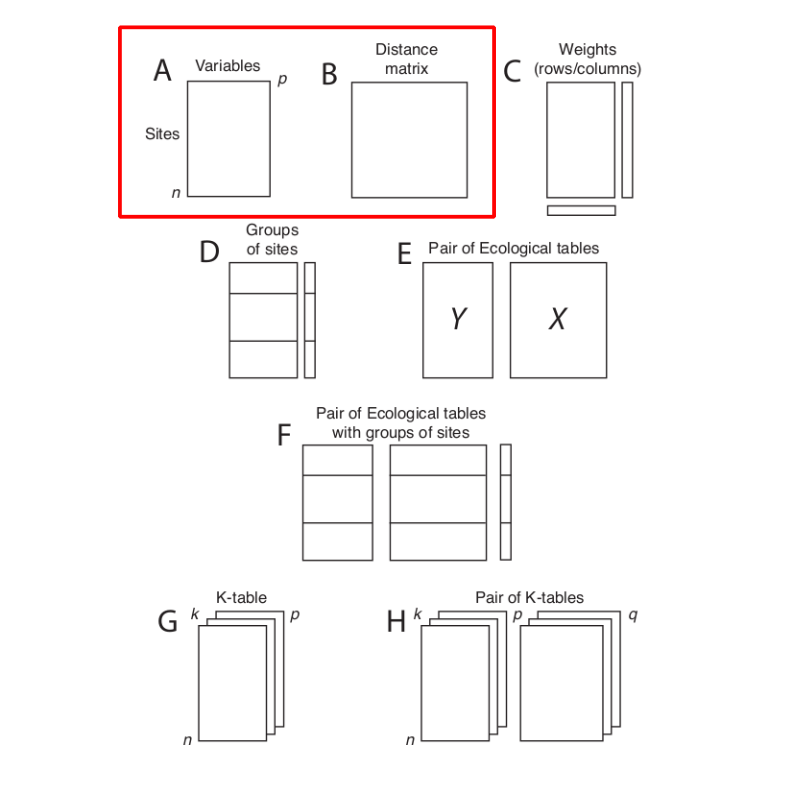 A
Variables
p
Sites
n
B
Distance
matrix
C
Weights
(rows/columns)
D
Groups
of sites
E
Pair of Ecological tables
Y
X
F
Pair of Ecological tables
with groups of sites
G
K-table
k
p
n
H
Pair of K-tables
k
p
q
n